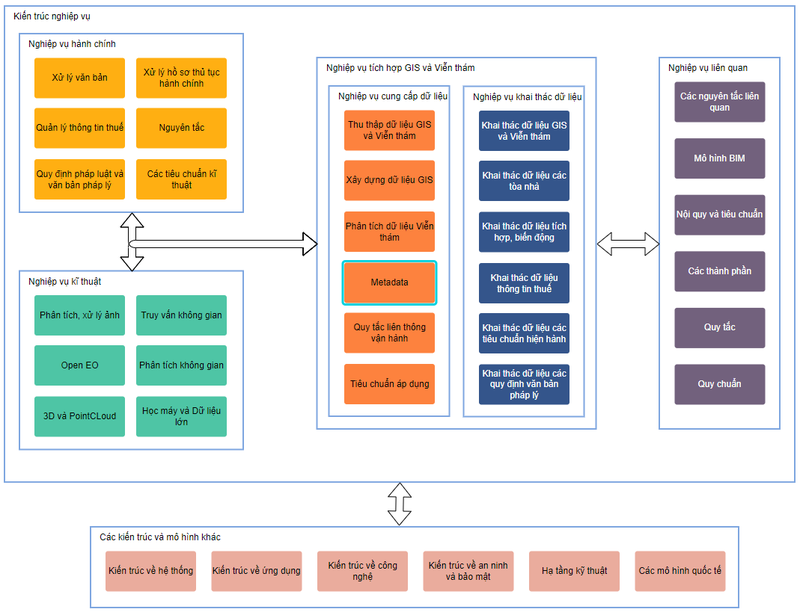 Kiến trúc nghiệp vụ
Nghiệp vụ hành chính
Xử lý văn bản
Xử lý hồ sơ thủ tục
hành chính
Quản lý thông tin thuế
Nguyên tắc
Quy định pháp luật và
văn bản pháp lý
Các tiêu chuẩn kĩ
thuật
Nghiệp vụ kĩ thuật
Phân tích, xử lý ảnh
Truy vấn không gian
Open EO
Phân tích không gian
3D và PointCLoud
Học máy và Dữ liệu
lớn
Nghiệp vụ tích hợp GIS và Viễn thám
Nghiệp vụ cung cấp dữ liệu
Thu thập dữ liệu GIS
và Viễn thám
Xây dựng dữ liệu GIS
Phân tích dữ liệu Viễn
thám
Metadata
Quy tắc liên thông
vận hành
Tiêu chuẩn áp dụng
Nghiệp vụ khai thác dữ liệu
Khai thác dữ liệu GIS
và Viễn thám
Khai thác dữ liệu các
tòa nhà
Khai thác dữ liệu tích
hợp, biến động
Khai thác dữ liệu
thông tin thuế
Khai thác dữ liệu các
tiêu chuẩn hiện hành
Khai thác dữ liệu các
quy định văn bản
pháp lý
Nghiệp vụ liên quan
Các nguyên tắc liên
quan
Mô hình BIM
Nội quy và tiêu chuẩn
Các thành phần
Quy tắc
Quy chuẩn
Các kiến trúc và mô hình khác
Kiến trúc về hệ thống
Kiến trúc về ứng dụng
Kiến trúc về công
nghệ
Kiến trúc về an ninh
và bảo mật
Hạ tầng kỹ thuật
Các mô hình quốc tế